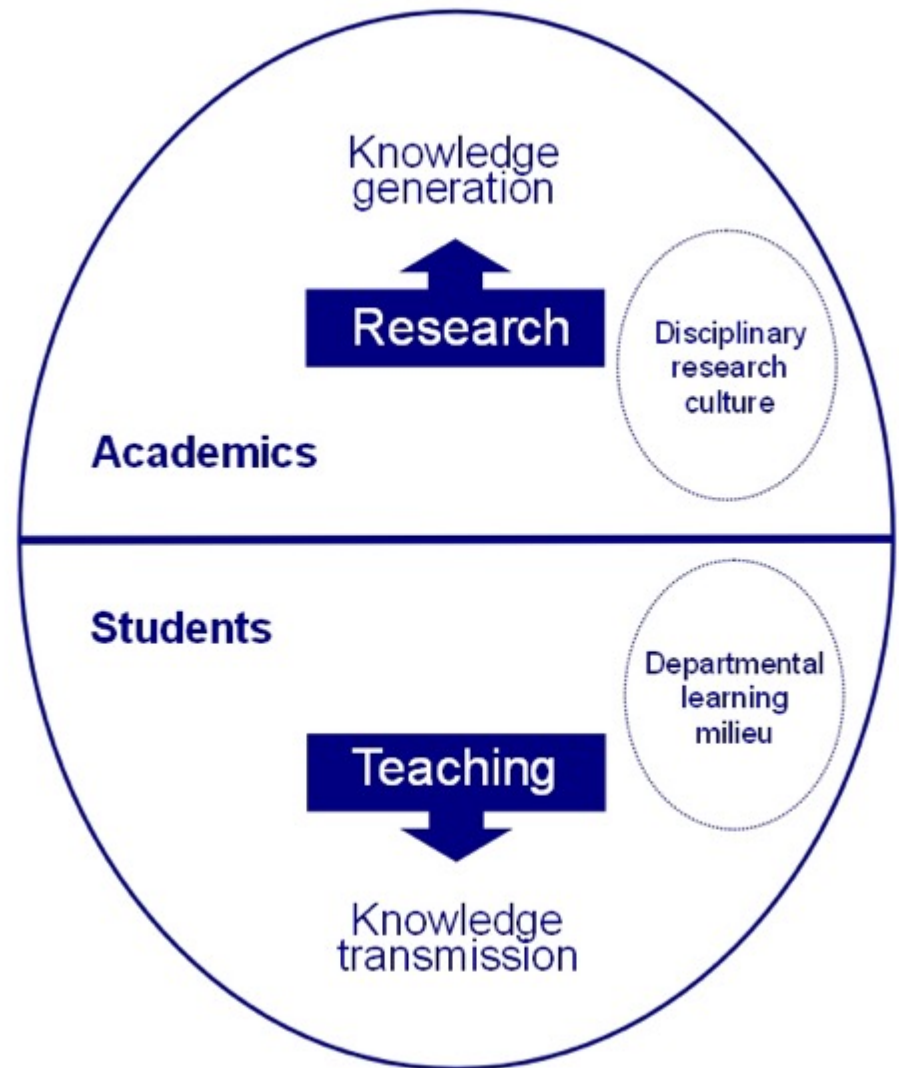 Knowledge
generation
Research
Disciplinary
research
culture
Academics
Students
Departmental
learning
milieu
Teaching
Knowledge
transmission